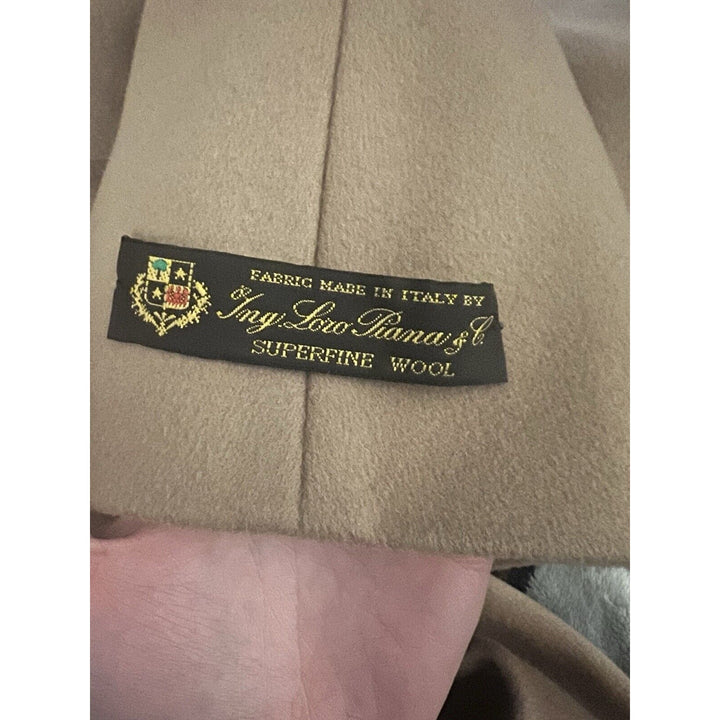 FABRIC MADE IN ITALY BY
Ing. Loro Piana & C.
SUPERFINE WOOL